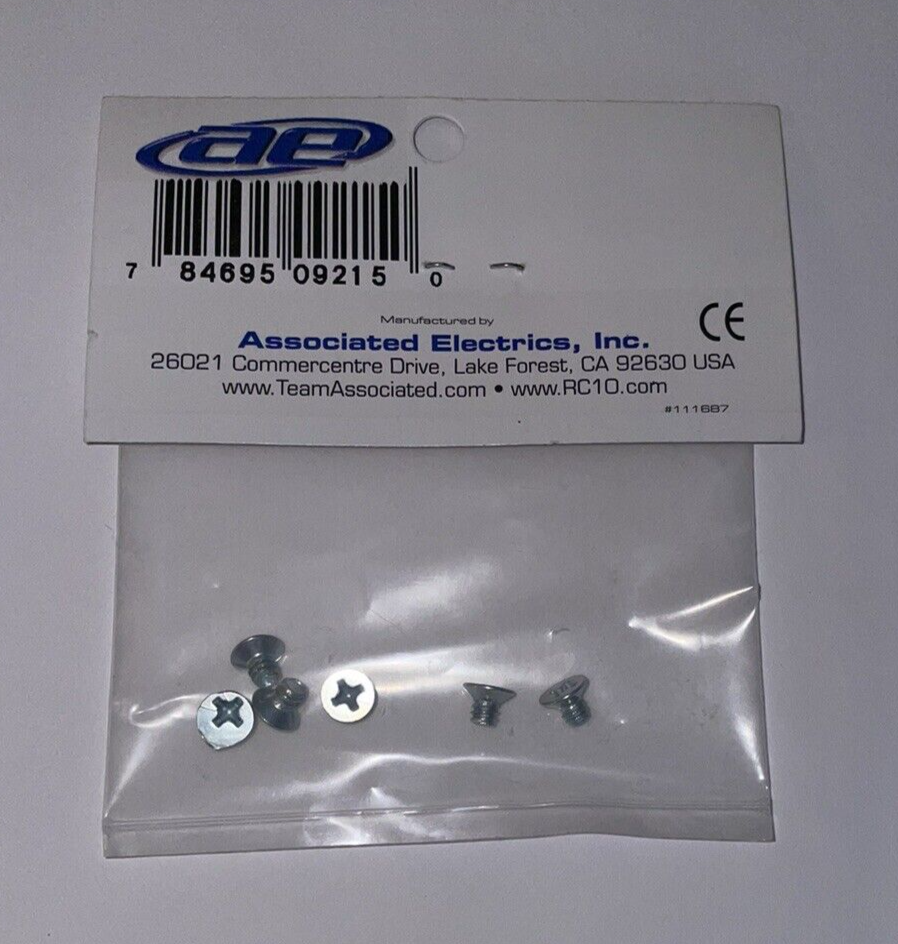 ae
7 84695 09215 0
Manufactured by
CE
Associated Electrics, Inc.
26021 Commercentre Drive, Lake Forest, CA 92630 USA
www.TeamAssociated.com • www.RC10.com
#111687